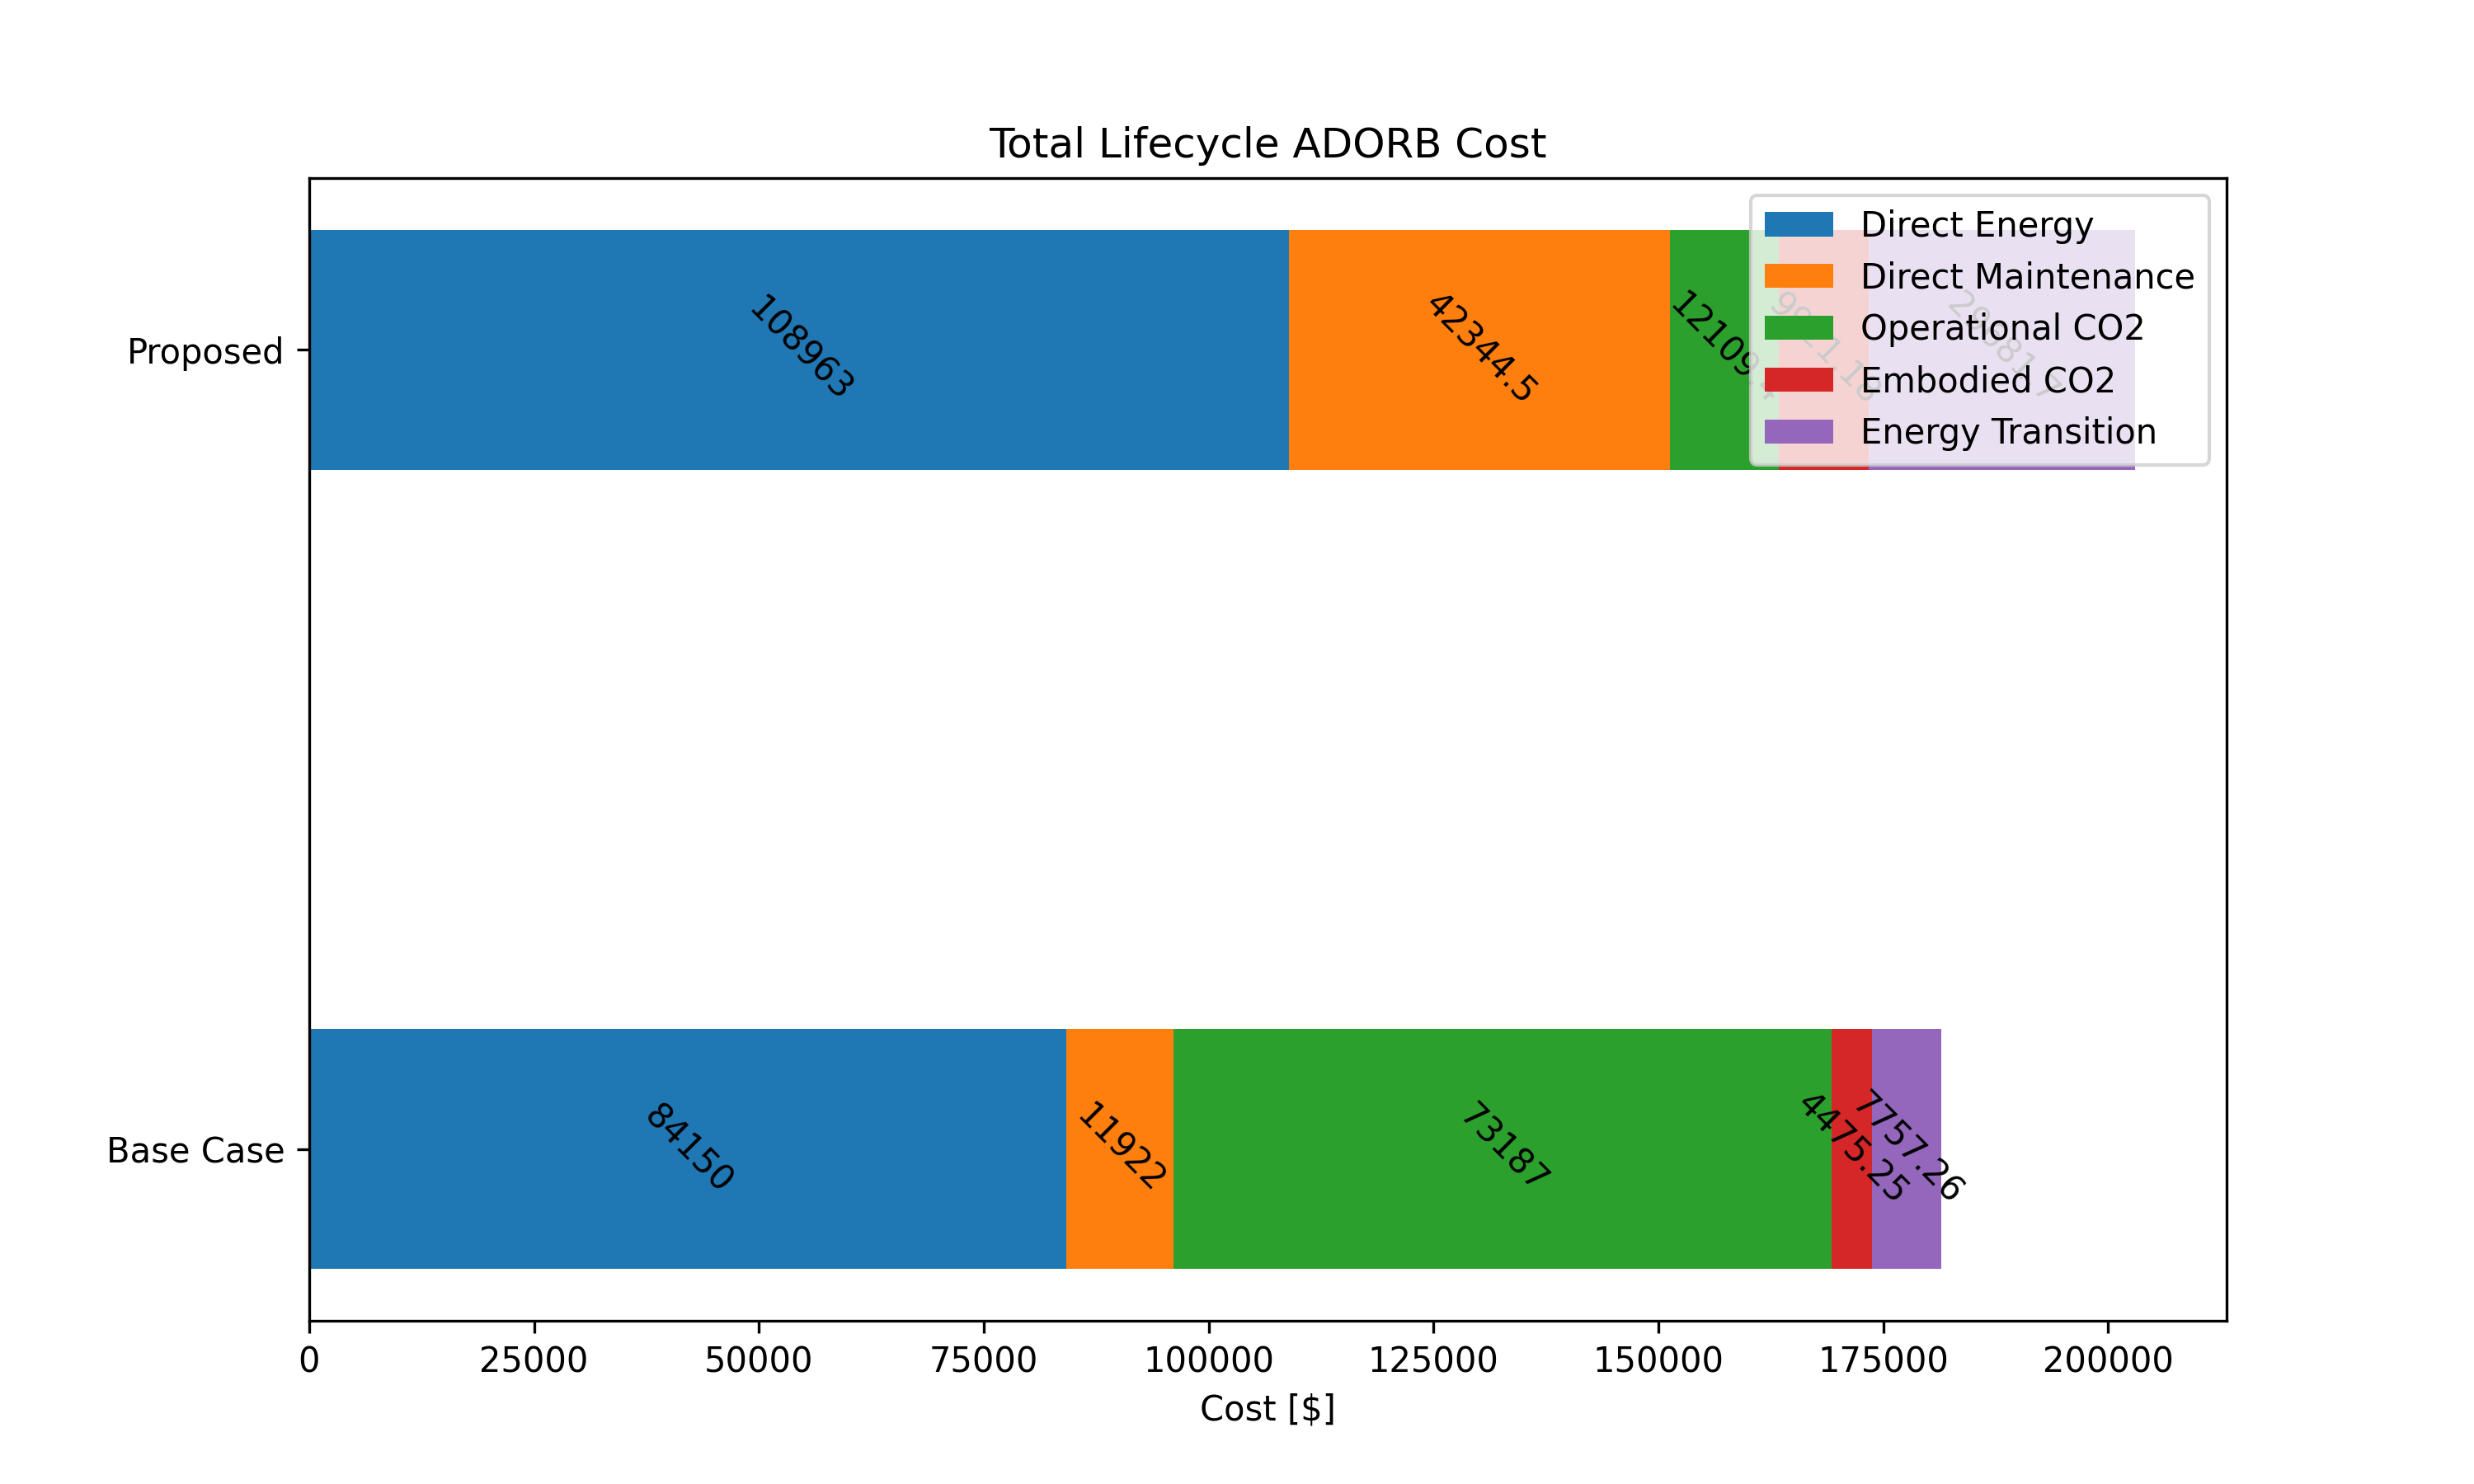 Total Lifecycle ADORB Cost
Direct Energy
Direct Maintenance
Operational CO2
Embodied CO2
Energy Transition
Proposed
108963
42344.5
Base Case
84150
11922
73187
4475.25
7757.26
0 25000 50000 75000 100000 125000 150000 175000 200000
Cost [$]